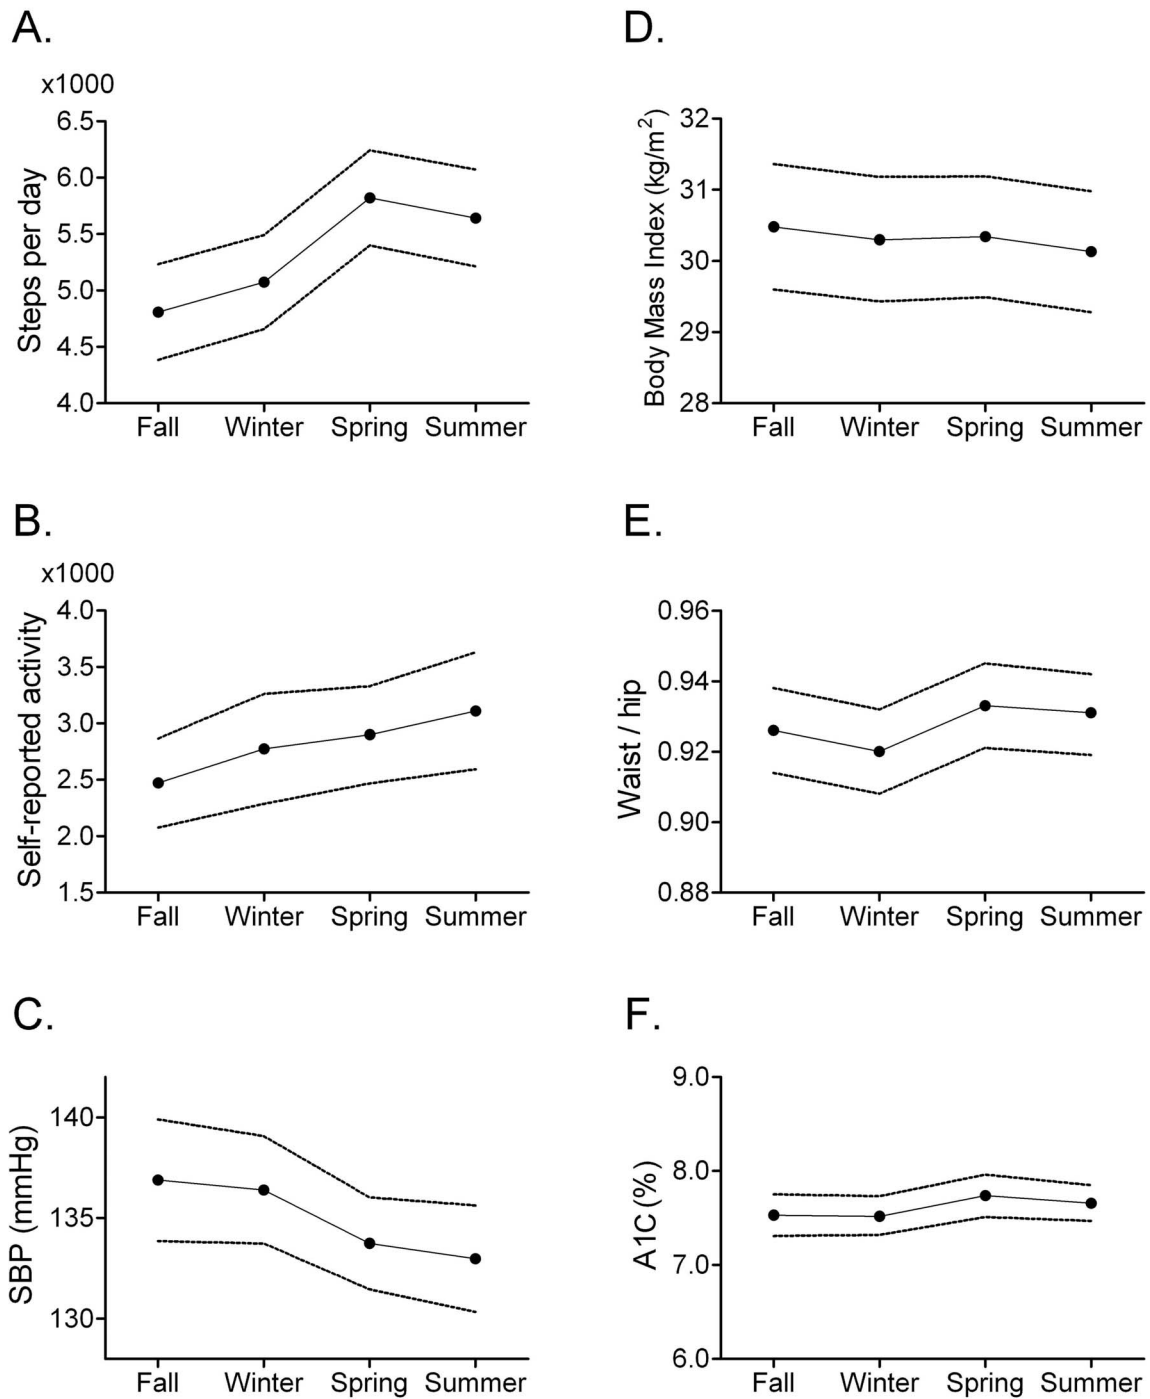 A.
x1000
Steps per day
6.5
6.0
5.5
5.0
4.5
4.0
Fall Winter Spring Summer
B.
x1000
Self-reported activity
4.0
3.5
3.0
2.5
2.0
1.5
Fall Winter Spring Summer
C.
SBP (mmHg)
140
135
130
Fall Winter Spring Summer
D.
Body Mass Index (kg/m²)
32
31
30
29
28
Fall Winter Spring Summer
E.
Waist / hip
0.96
0.94
0.92
0.90
0.88
Fall Winter Spring Summer
F.
A1C (%)
9.0
8.0
7.0
6.0
Fall Winter Spring Summer